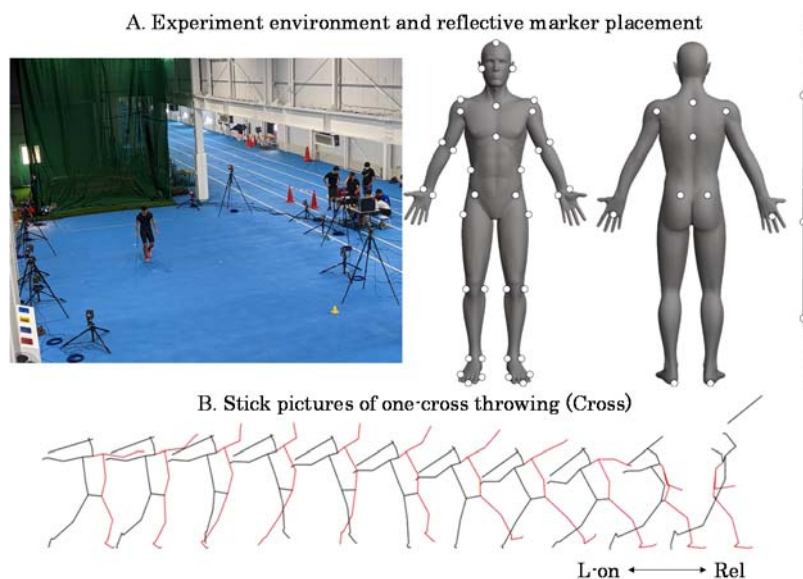 A. Experiment environment and reflective marker placement
B. Stick pictures of one-cross throwing (Cross)
L-on
Rel